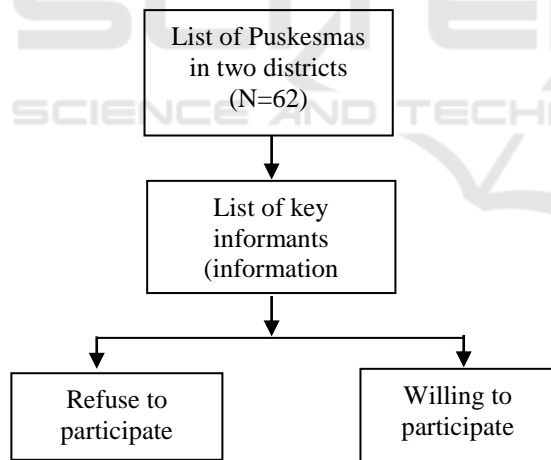 SCIENCE AND TECH
List of Puskesmas
in two districts
(N=62)
List of key
informants
(information
Refuse to
participate
Willing to
participate